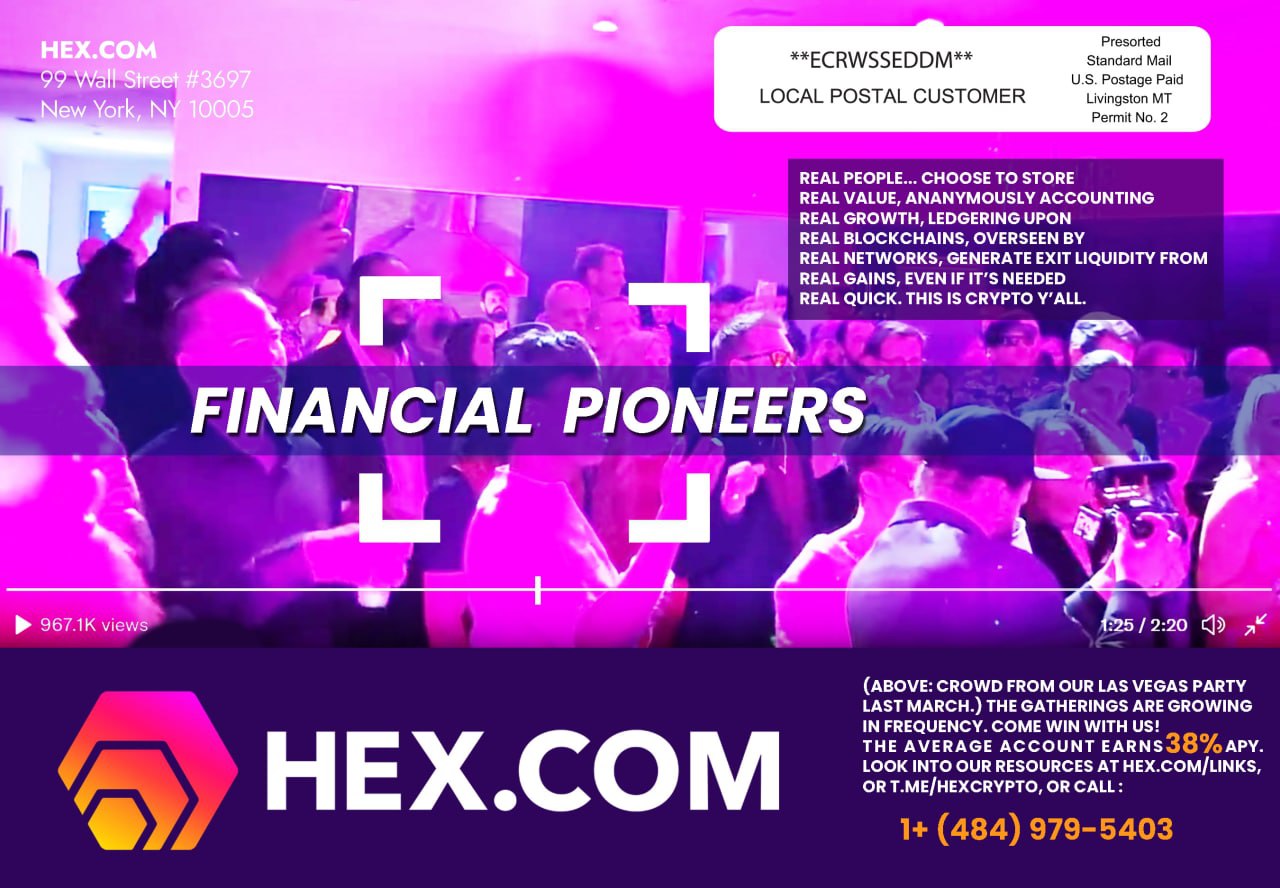 HEX.COM
99 Wall Street #3697
New York, NY 10005
**ECRWSSEDDM**
LOCAL POSTAL CUSTOMER
Presorted
Standard Mail
U.S. Postage Paid
Livingston MT
Permit No. 2
REAL PEOPLE... CHOOSE TO STORE
REAL VALUE, ANANYMOUSLY ACCOUNTING
REAL GROWTH, LEDGERING UPON
REAL BLOCKCHAINS, OVERSEEN BY
REAL NETWORKS, GENERATE EXIT LIQUIDITY FROM
REAL GAINS, EVEN IF IT’S NEEDED
REAL QUICK. THIS IS CRYPTO Y’ALL.
FINANCIAL PIONEERS
967.1K views
1:25 / 2:20
HEX.COM
(ABOVE: CROWD FROM OUR LAS VEGAS PARTY
LAST MARCH.) THE GATHERINGS ARE GROWING
IN FREQUENCY. COME WIN WITH US!
THE AVERAGE ACCOUNT EARNS 38% APY.
LOOK INTO OUR RESOURCES AT HEX.COM/LINKS,
OR T.ME/HEXCRYPTO, OR CALL :
1+ (484) 979-5403